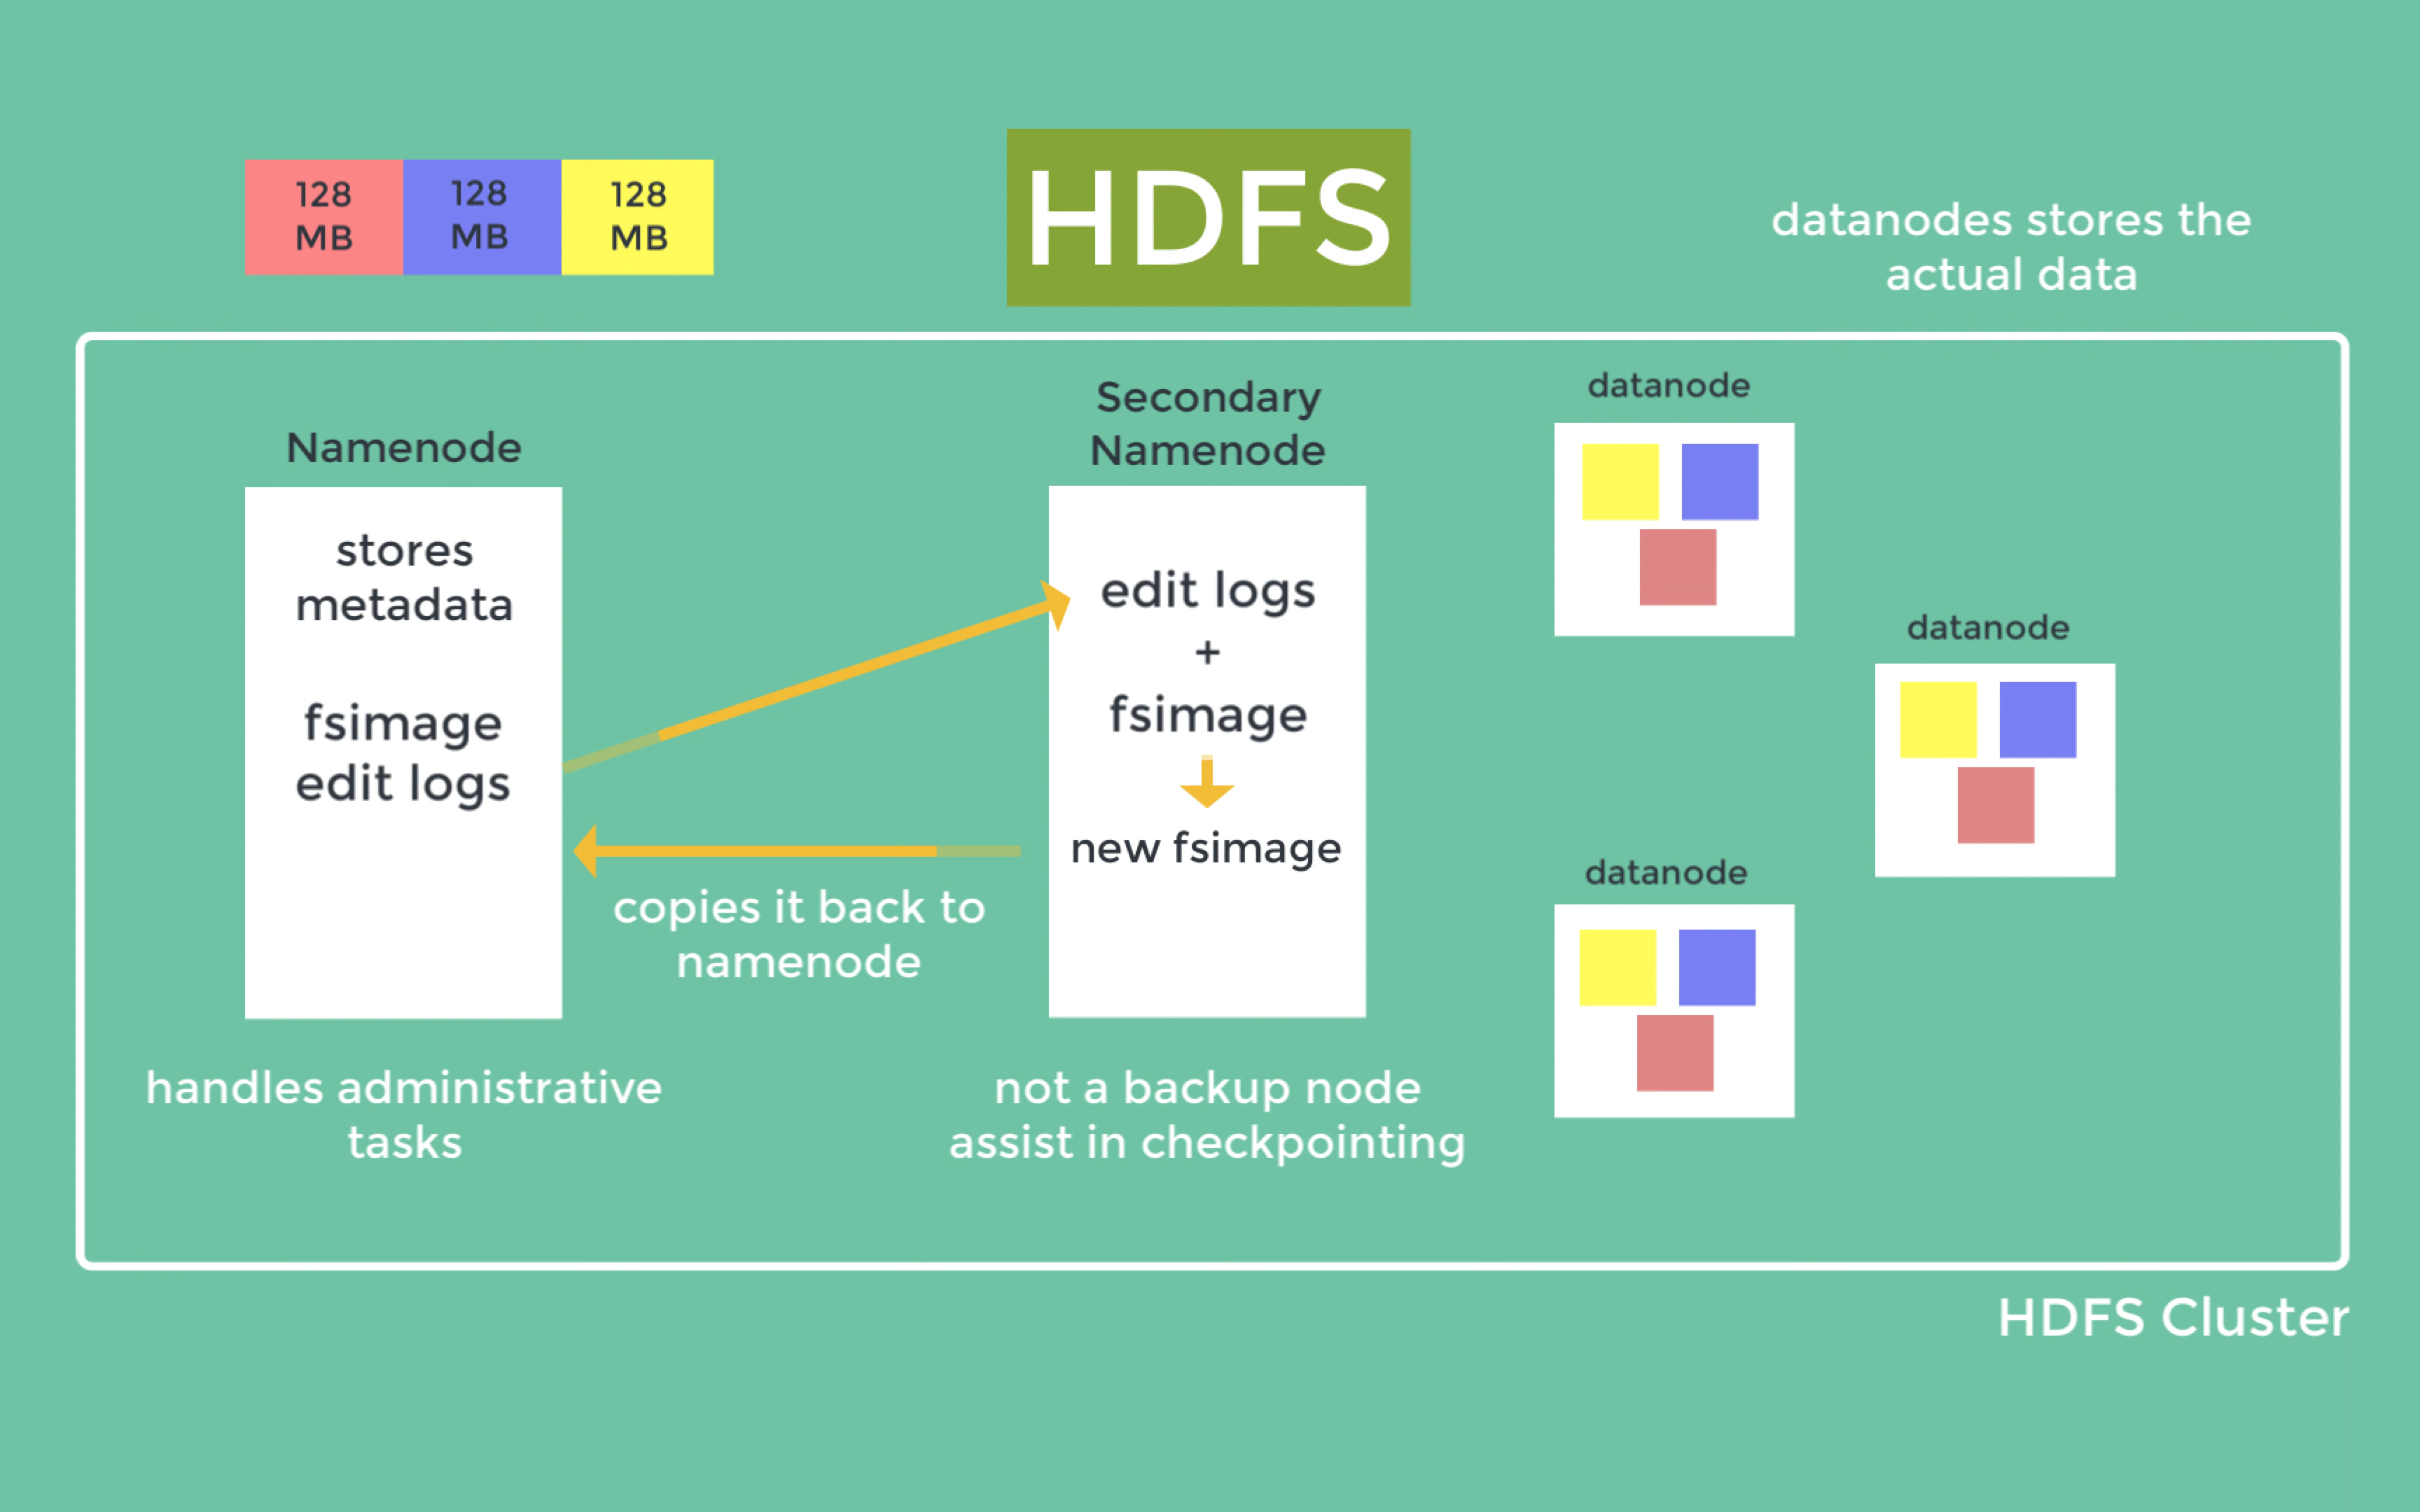 128
MB
128
MB
128
MB
HDFS
datanodes stores the
actual data
Namenode
stores
metadata
fsimage
edit logs
handles administrative
tasks
copies it back to
namenode
Secondary
Namenode
edit logs
+
fsimage
new fsimage
not a backup node
assist in checkpointing
datanode
datanode
datanode
HDFS Cluster